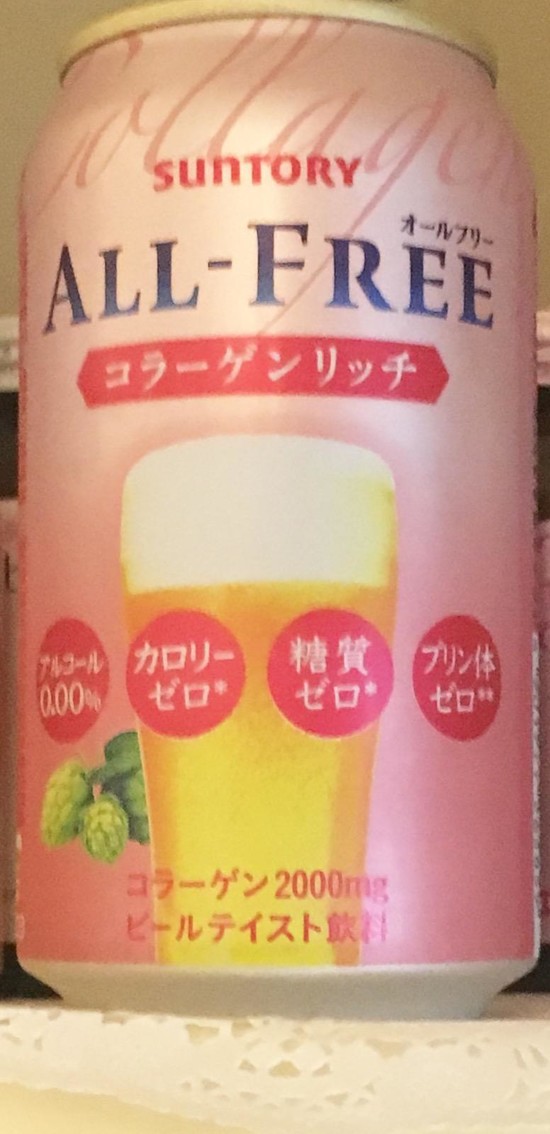 Collagen
SUNTORY
オールフリー
ALL-FREE
コラーゲンリッチ
アルコール
0.00%
カロリー
ゼロ*
糖質
ゼロ*
プリン体
ゼロ**
コラーゲン2000mg
ビールテイスト飲料